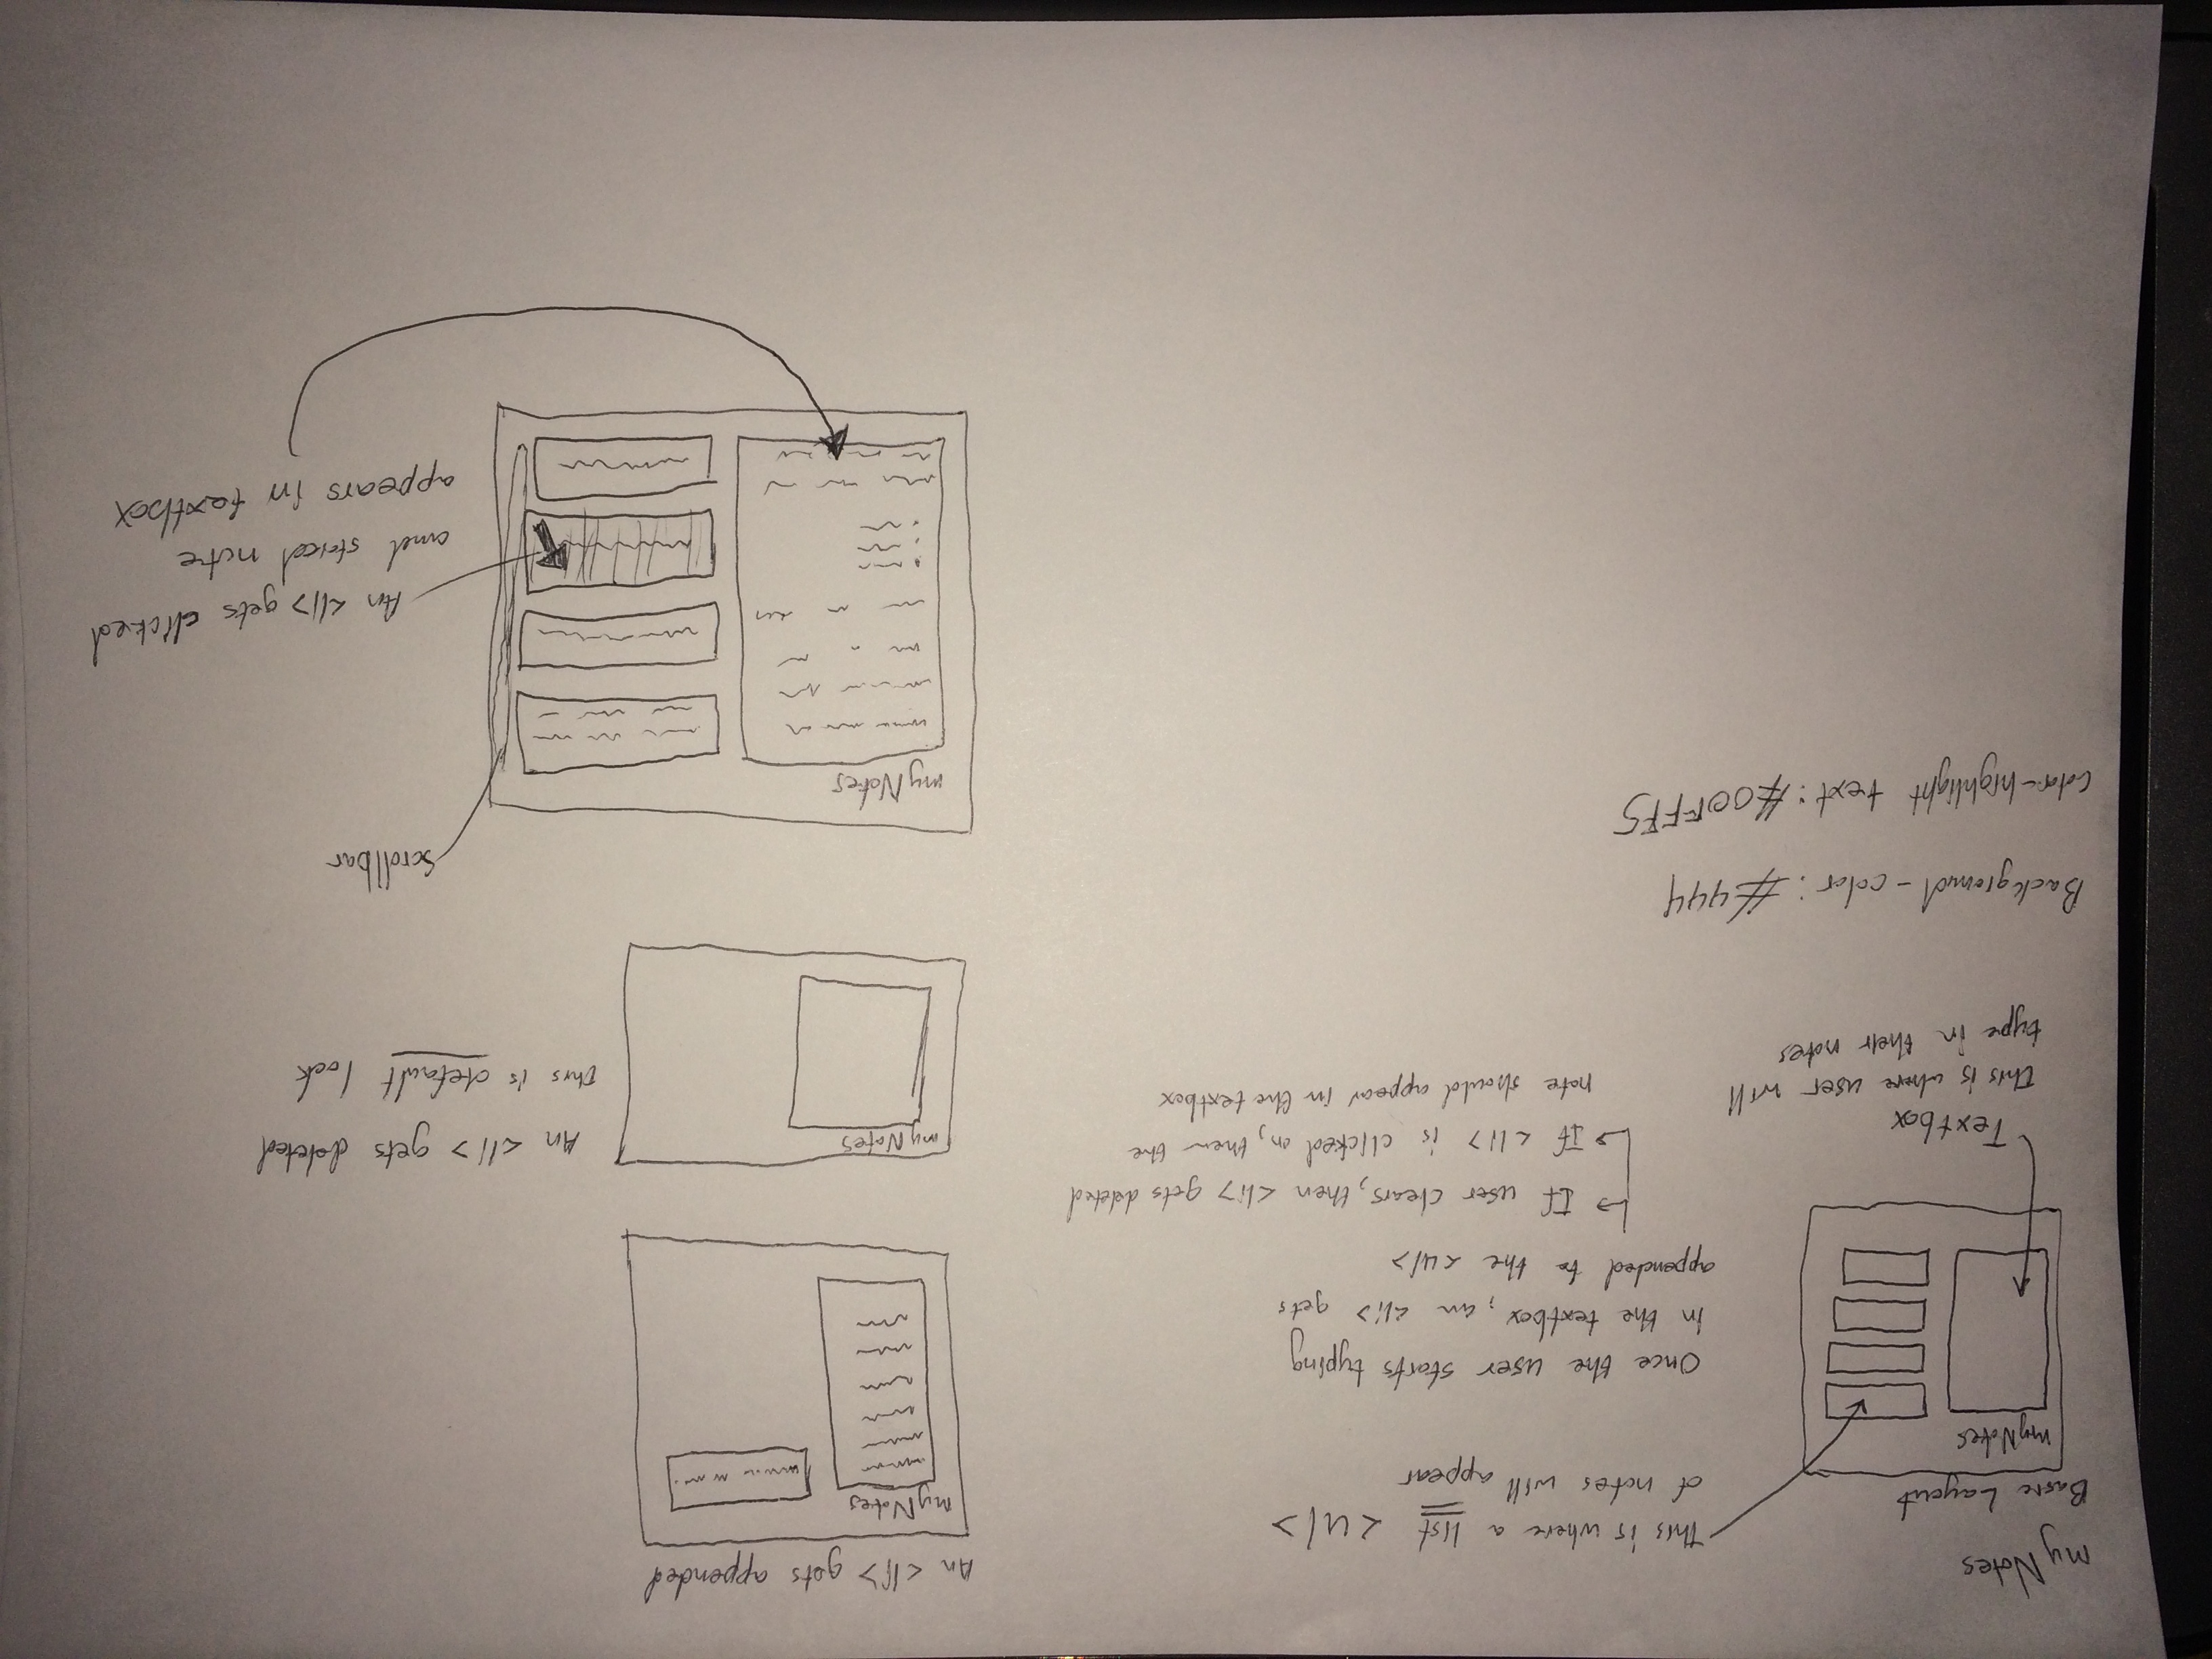 myNotes
Basic Layout
myNotes
This is where a list <ul>
of notes will appear
Once the user starts typing
in the textbox, an <li> gets
appended to the <ul>
If user clears, then <li> gets deleted
If <li> is clicked on, then the
note should appear in the textbox
Textbox
This is where user will
type in their notes
Background-color: #444
Color-highlight text: #00FFF5
An <li> gets appended
myNotes
myNotes
An <li> gets deleted
This is default look
Scrollbar
myNotes
An <li> gets clicked
and stored note
appears in textbox